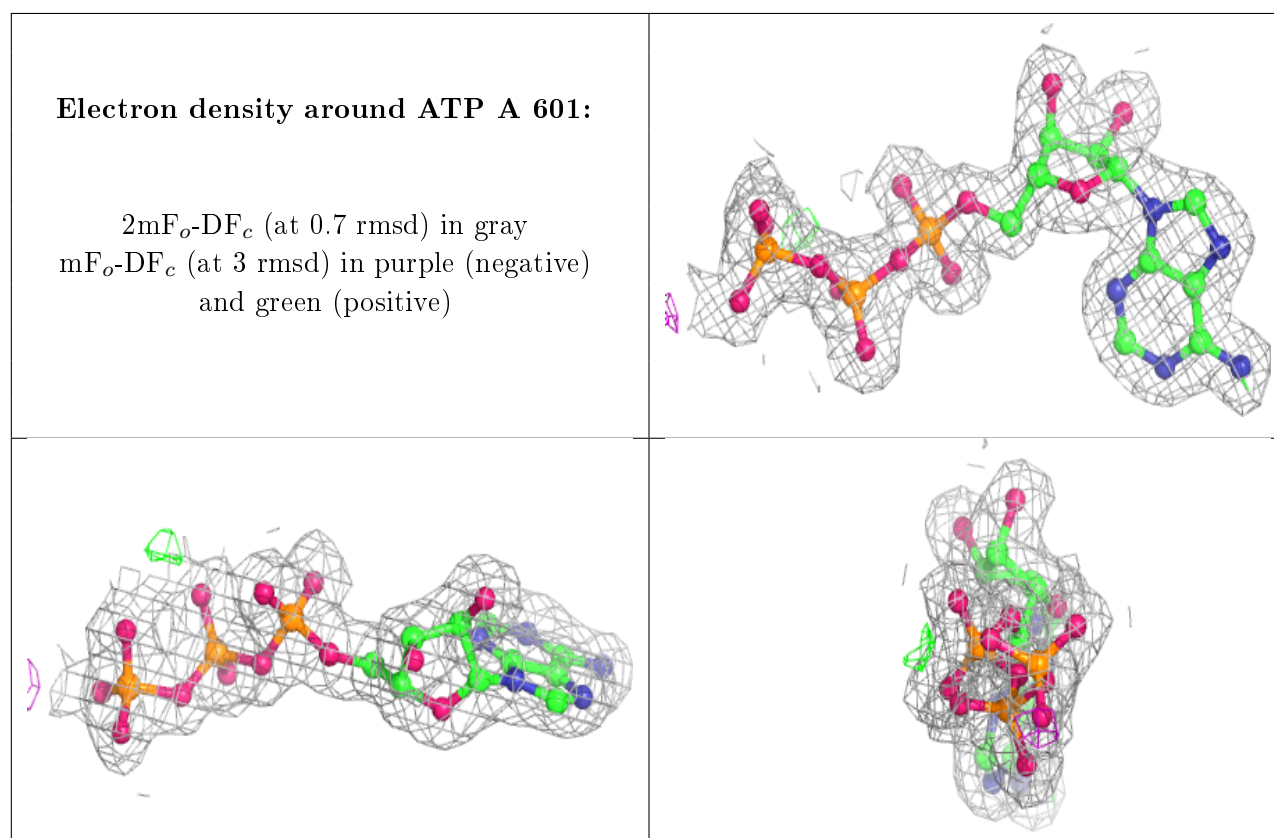 Electron density around ATP A 601:
2mFo-DFc (at 0.7 rmsd) in gray
mFo-DFc (at 3 rmsd) in purple (negative)
and green (positive)